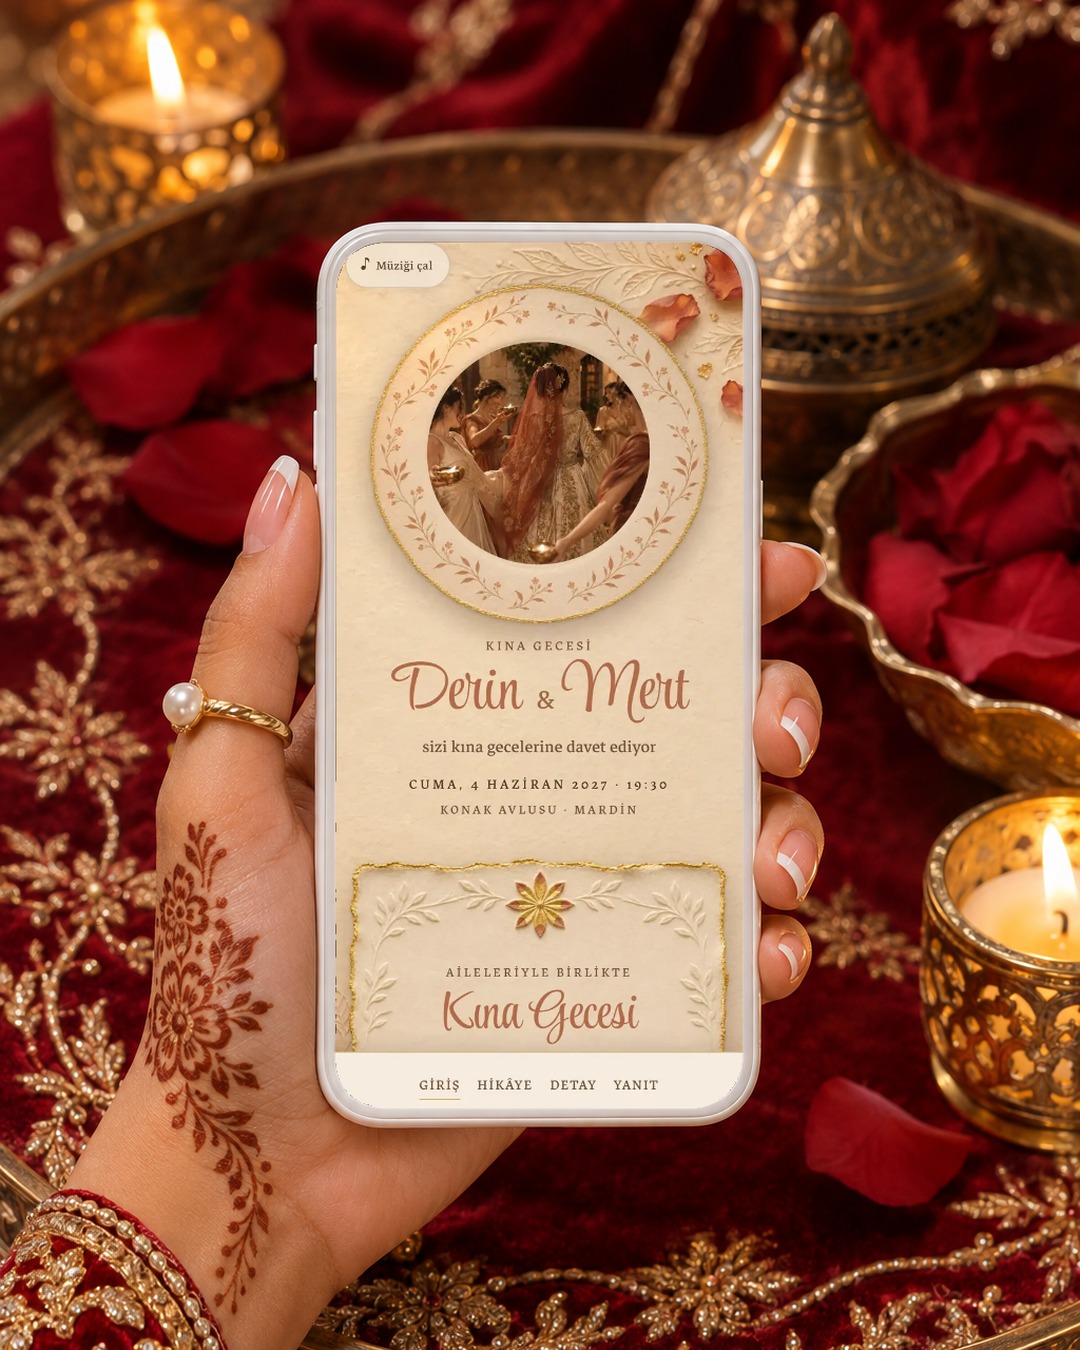 ♪ Müziği çal
KINA GECESİ
Derin & Mert
sizi kına gecelerine davet ediyor
CUMA, 4 HAZİRAN 2027 · 19:30
KONAK AVLUSU · MARDİN
AİLELERİYLE BİRLİKTE
Kına Gecesi
GİRİŞ HİKÂYE DETAY YANIT